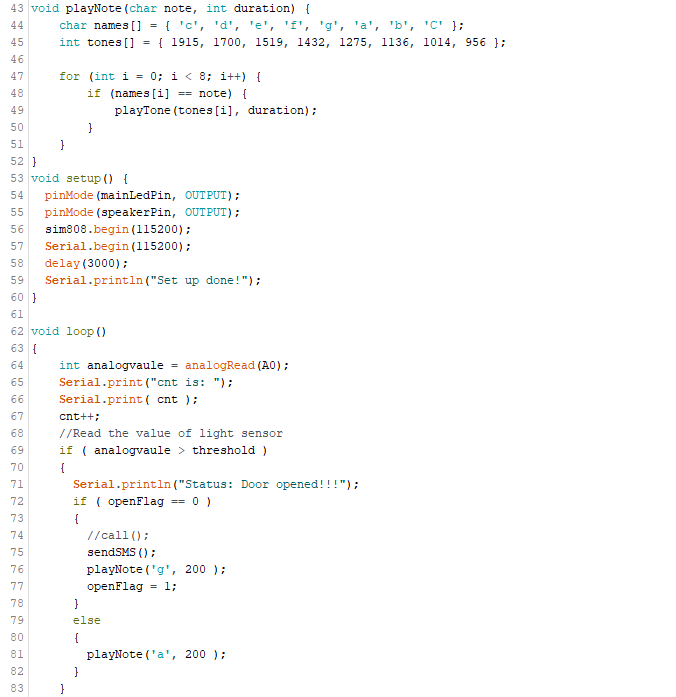 43 void playNote(char note, int duration) {
44     char names[] = { 'c', 'd', 'e', 'f', 'g', 'a', 'b', 'C' };
45     int tones[] = { 1915, 1700, 1519, 1432, 1275, 1136, 1014, 956 };
46
47     for (int i = 0; i < 8; i++) {
48         if (names[i] == note) {
49             playTone(tones[i], duration);
50         }
51     }
52 }
53 void setup() {
54   pinMode(mainLedPin, OUTPUT);
55   pinMode(speakerPin, OUTPUT);
56   sim808.begin(115200);
57   Serial.begin(115200);
58   delay(3000);
59   Serial.println("Set up done!");
60 }
61
62 void loop()
63 {
64     int analogvaule = analogRead(A0);
65     Serial.print("cnt is: ");
66     Serial.print( cnt );
67     cnt++;
68     //Read the value of light sensor
69     if ( analogvaule > threshold )
70     {
71       Serial.println("Status: Door opened!!!");
72       if ( openFlag == 0 )
73       {
74         //call();
75         sendSMS();
76         playNote('g', 200 );
77         openFlag = 1;
78       }
79       else
80       {
81         playNote('a', 200 );
82       }
83     }